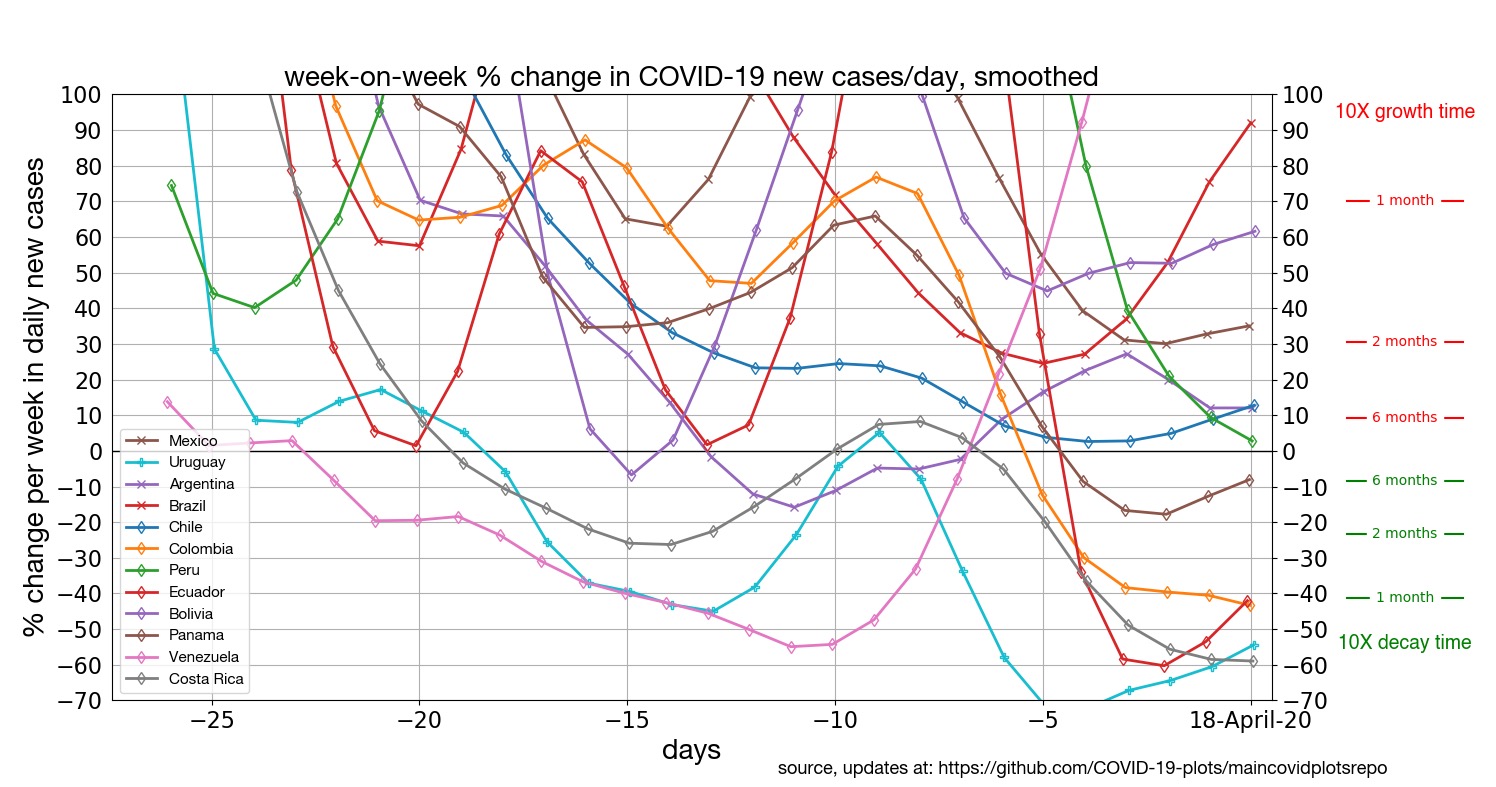 week-on-week % change in COVID-19 new cases/day, smoothed
% change per week in daily new cases
100
90
80
70
60
50
40
30
20
10
0
−10
−20
−30
−40
−50
−60
−70
Mexico
Uruguay
Argentina
Brazil
Chile
Colombia
Peru
Ecuador
Bolivia
Panama
Venezuela
Costa Rica
100
90
80
70
60
50
40
30
20
10
0
−10
−20
−30
−40
−50
−60
−70
10X growth time
1 month
2 months
6 months
6 months
2 months
1 month
10X decay time
−25 −20 −15 −10 −5 18-April-20
days
source, updates at: https://github.com/COVID-19-plots/maincovidplotsrepo